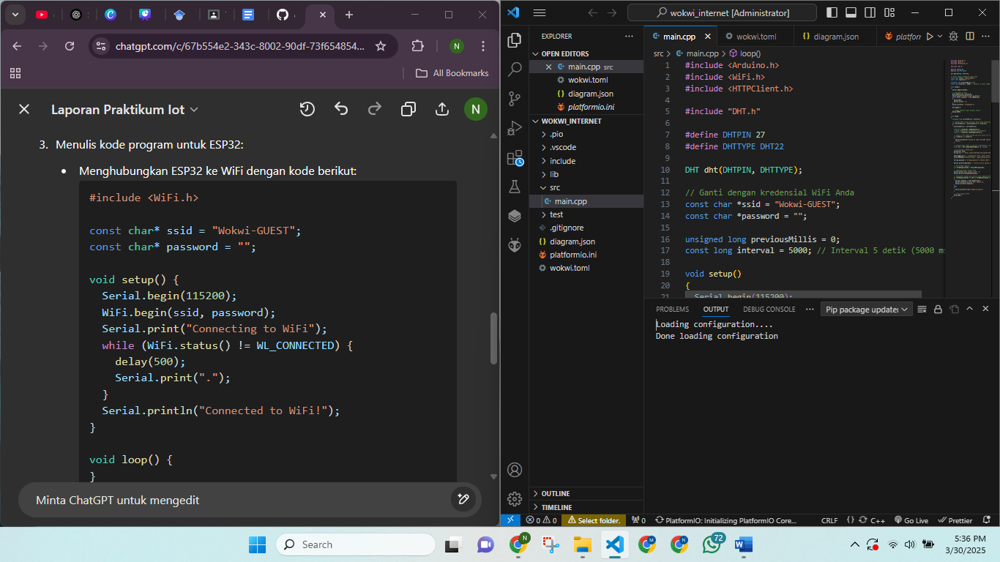 chatgpt.com/c/67b554e2-343c-8002-90df-73f654854...
N
All Bookmarks
Laporan Praktikum Iot
N
3. Menulis kode program untuk ESP32:
• Menghubungkan ESP32 ke WiFi dengan kode berikut:
#include <WiFi.h>
const char* ssid = "Wokwi-GUEST";
const char* password = "";
void setup() {
Serial.begin(115200);
WiFi.begin(ssid, password);
Serial.print("Connecting to WiFi");
while (WiFi.status() != WL_CONNECTED) {
delay(500);
Serial.print(".");
}
Serial.println("Connected to WiFi!");
}
void loop() {
}
Minta ChatGPT untuk mengedit
wokwi_internet [Administrator]
EXPLORER
OPEN EDITORS
main.cpp src
wokwi.toml
diagram.json
platformio.ini
WOKWI_INTERNET
.pio
.vscode
include
lib
src
main.cpp
test
.gitignore
diagram.json
platformio.ini
wokwi.toml
OUTLINE
TIMELINE
main.cpp
wokwi.toml
diagram.json
platforn
src > main.cpp > loop()
1 #include <Arduino.h>
2 #include <WiFi.h>
3 #include <HTTPClient.h>
4
5 #include "DHT.h"
6
7 #define DHTPIN 27
8 #define DHTTYPE DHT22
9
10 DHT dht(DHTPIN, DHTTYPE);
11
12 // Ganti dengan kredensial WiFi Anda
13 const char *ssid = "Wokwi-GUEST";
14 const char *password = "";
15
16 unsigned long previousMillis = 0;
17 const long interval = 5000; // Interval 5 detik (5000 ms
18
19 void setup()
20 {
21 Serial.begin(115200);
PROBLEMS
OUTPUT
DEBUG CONSOLE
Pip package updater
Loading configuration....
Done loading configuration
0 0
Select folder.
0
PlatformIO: Initializing PlatformIO Core...
CRLF
{} C++
Go Live
Prettier
Search
N
M
N
72
5:36 PM
3/30/2025